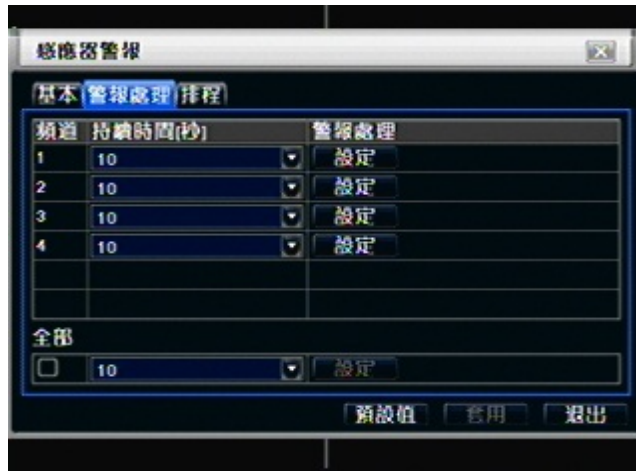 感應器警報
基本 警報處理 排程
頻道 持續時間[秒] 警報處理
1 10 設定
2 10 設定
3 10 設定
4 10 設定
全部
10 設定
預設值 套用 退出